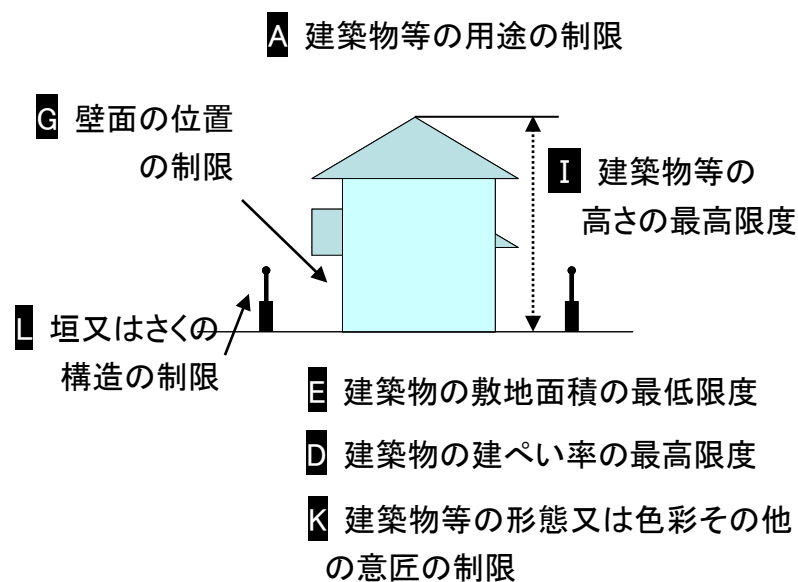 A 建築物等の用途の制限
G 壁面の位置
の制限
I 建築物等の
高さの最高限度
L 垣又はさくの
構造の制限
E 建築物の敷地面積の最低限度
D 建築物の建ぺい率の最高限度
K 建築物等の形態又は色彩その他
の意匠の制限